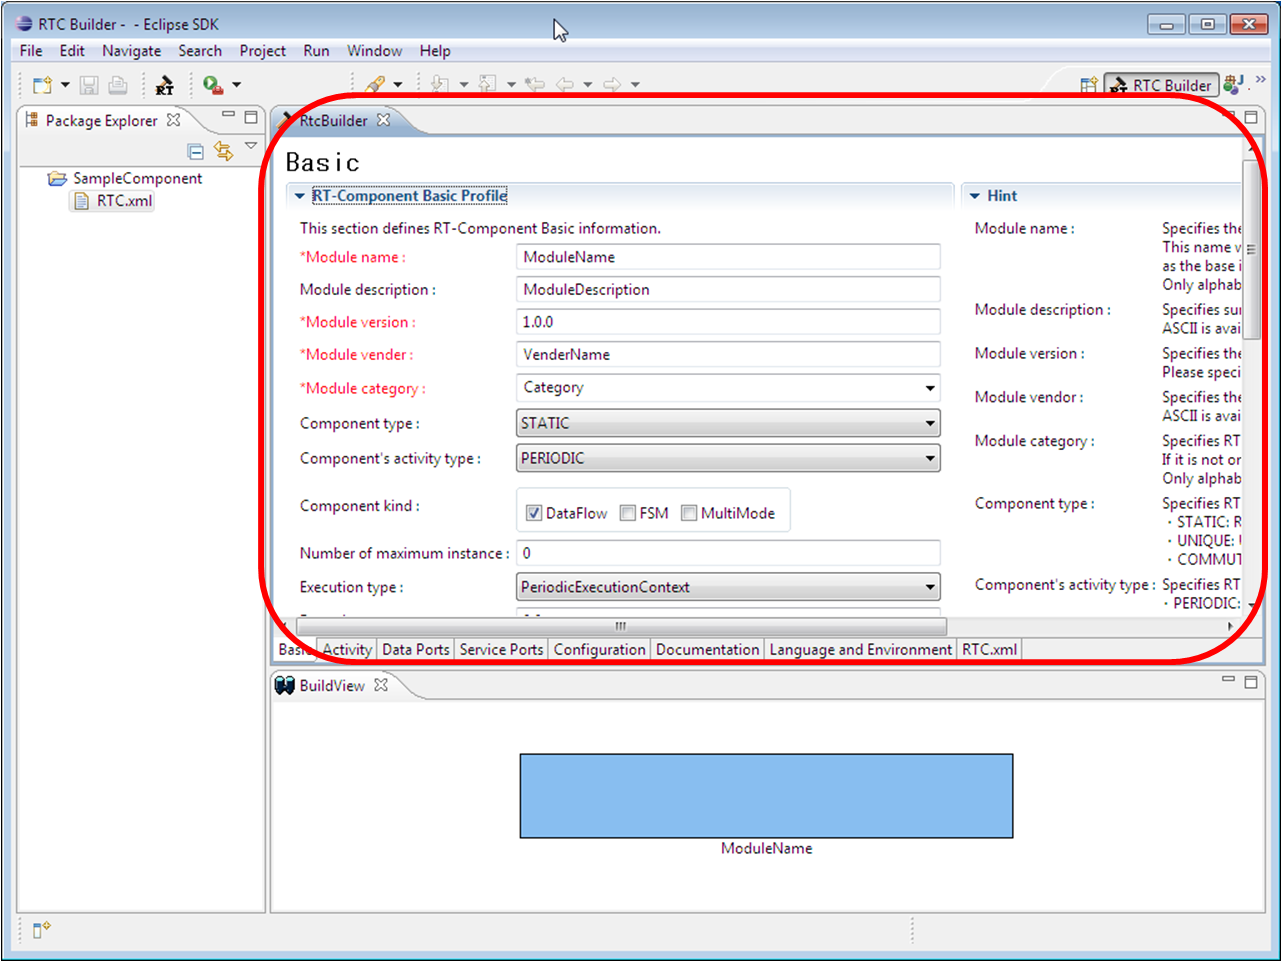 RTC Builder - - Eclipse SDK
File Edit Navigate Search Project Run Window Help
RT
RTC Builder
Package Explorer
RtcBuilder
SampleComponent
RTC.xml
Basic
RT-Component Basic Profile
This section defines RT-Component Basic information.
*Module name :
ModuleName
Module description :
ModuleDescription
*Module version :
1.0.0
*Module vender :
VenderName
*Module category :
Category
Component type :
STATIC
Component's activity type :
PERIODIC
Component kind :
DataFlow FSM MultiMode
Number of maximum instance :
0
Execution type :
PeriodicExecutionContext
Hint
Module name :
Specifies the
This name
as the base
Only alphab
Module description :
Specifies sur
ASCII is avai
Module version :
Specifies the
Please speci
Module vendor :
Specifies the
ASCII is avai
Module category :
Specifies RT
If it is not or
Only alphab
Component type :
Specifies RT
・STATIC: R
・UNIQUE:
・COMMUT
Component's activity type :
Specifies RT
・PERIODIC:
Basic Activity Data Ports Service Ports Configuration Documentation Language and Environment RTC.xml
BuildView
ModuleName